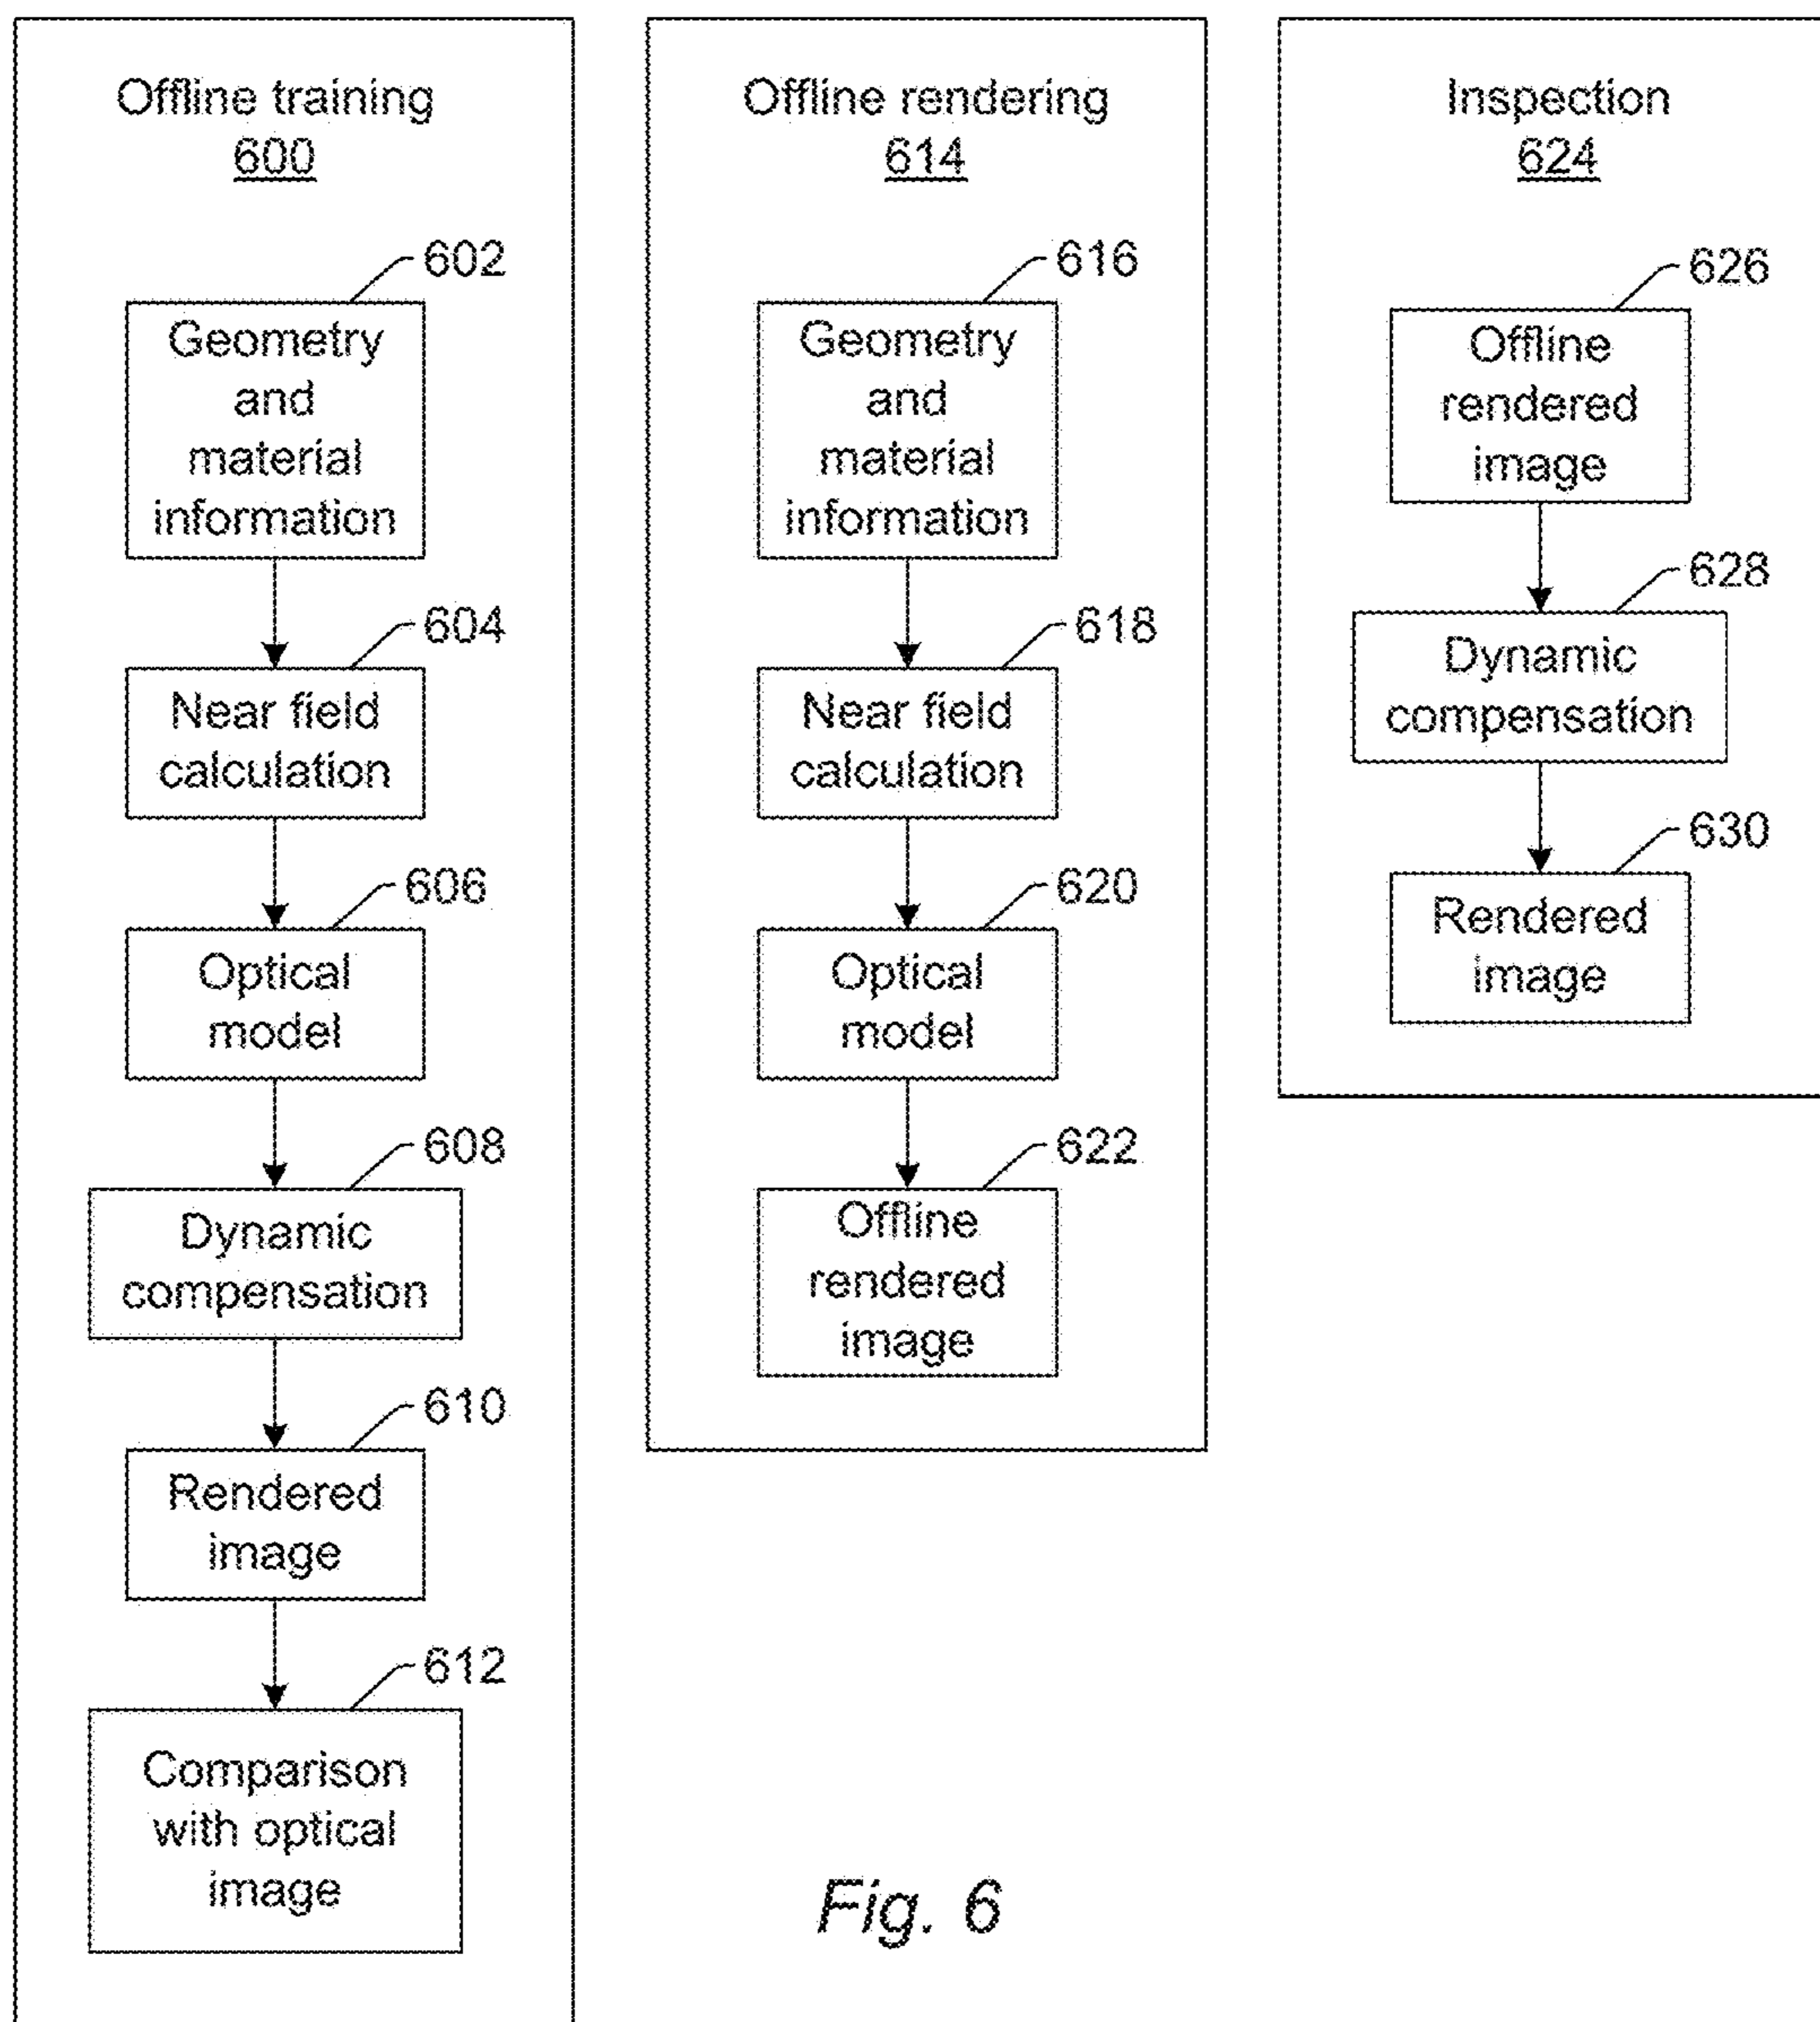 Offline training
600
602
Geometry
and
material
information
604
Near field
calculation
606
Optical
model
608
Dynamic
compensation
610
Rendered
image
612
Comparison
with optical
image
Offline rendering
614
616
Geometry
and
material
information
618
Near field
calculation
620
Optical
model
622
Offline
rendered
image
Inspection
624
626
Offline
rendered
image
628
Dynamic
compensation
630
Rendered
image
Fig. 6